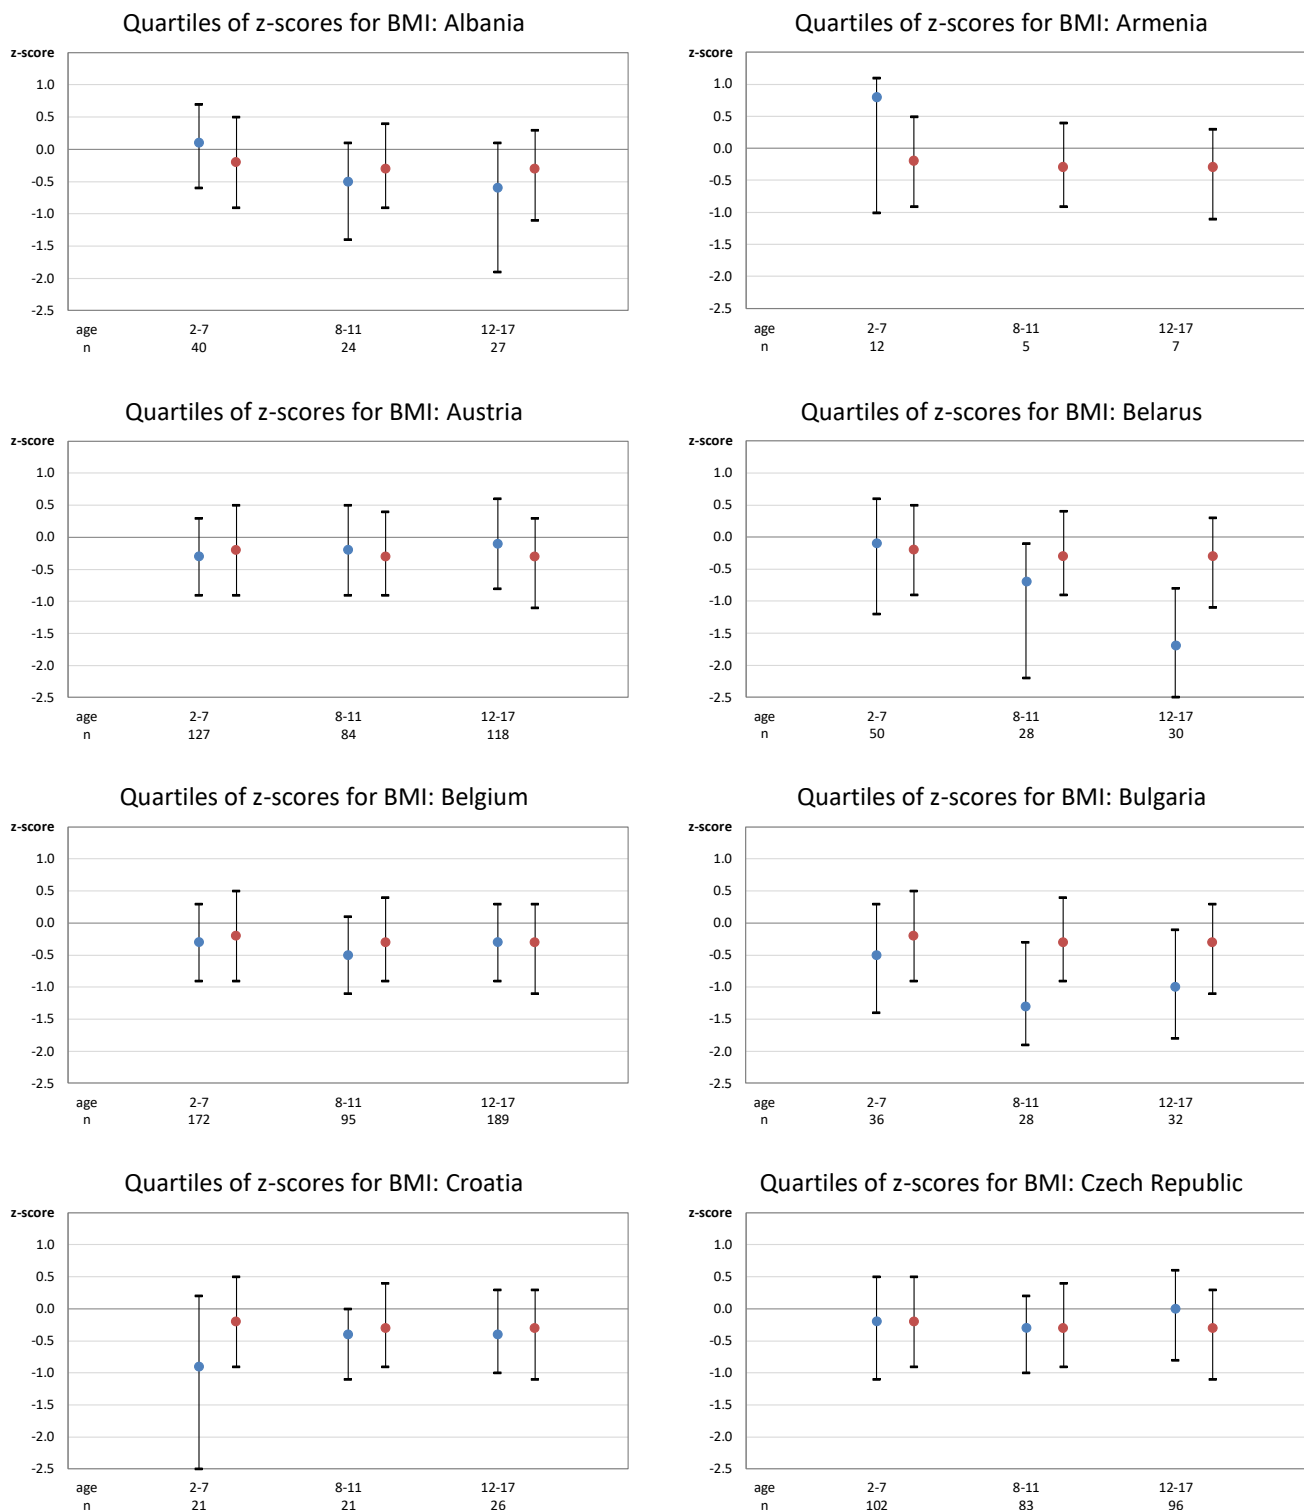 Quartiles of z-scores for BMI: Albania
z-score
1.0
0.5
0.0
-0.5
-1.0
-1.5
-2.0
-2.5
age 2-7 8-11 12-17
n 40 24 27
Quartiles of z-scores for BMI: Armenia
z-score
1.0
0.5
0.0
-0.5
-1.0
-1.5
-2.0
-2.5
age 2-7 8-11 12-17
n 12 5 7
Quartiles of z-scores for BMI: Austria
z-score
1.0
0.5
0.0
-0.5
-1.0
-1.5
-2.0
-2.5
age 2-7 8-11 12-17
n 127 84 118
Quartiles of z-scores for BMI: Belarus
z-score
1.0
0.5
0.0
-0.5
-1.0
-1.5
-2.0
-2.5
age 2-7 8-11 12-17
n 50 28 30
Quartiles of z-scores for BMI: Belgium
z-score
1.0
0.5
0.0
-0.5
-1.0
-1.5
-2.0
-2.5
age 2-7 8-11 12-17
n 172 95 189
Quartiles of z-scores for BMI: Bulgaria
z-score
1.0
0.5
0.0
-0.5
-1.0
-1.5
-2.0
-2.5
age 2-7 8-11 12-17
n 36 28 32
Quartiles of z-scores for BMI: Croatia
z-score
1.0
0.5
0.0
-0.5
-1.0
-1.5
-2.0
-2.5
age 2-7 8-11 12-17
n 21 21 26
Quartiles of z-scores for BMI: Czech Republic
z-score
1.0
0.5
0.0
-0.5
-1.0
-1.5
-2.0
-2.5
age 2-7 8-11 12-17
n 102 83 96